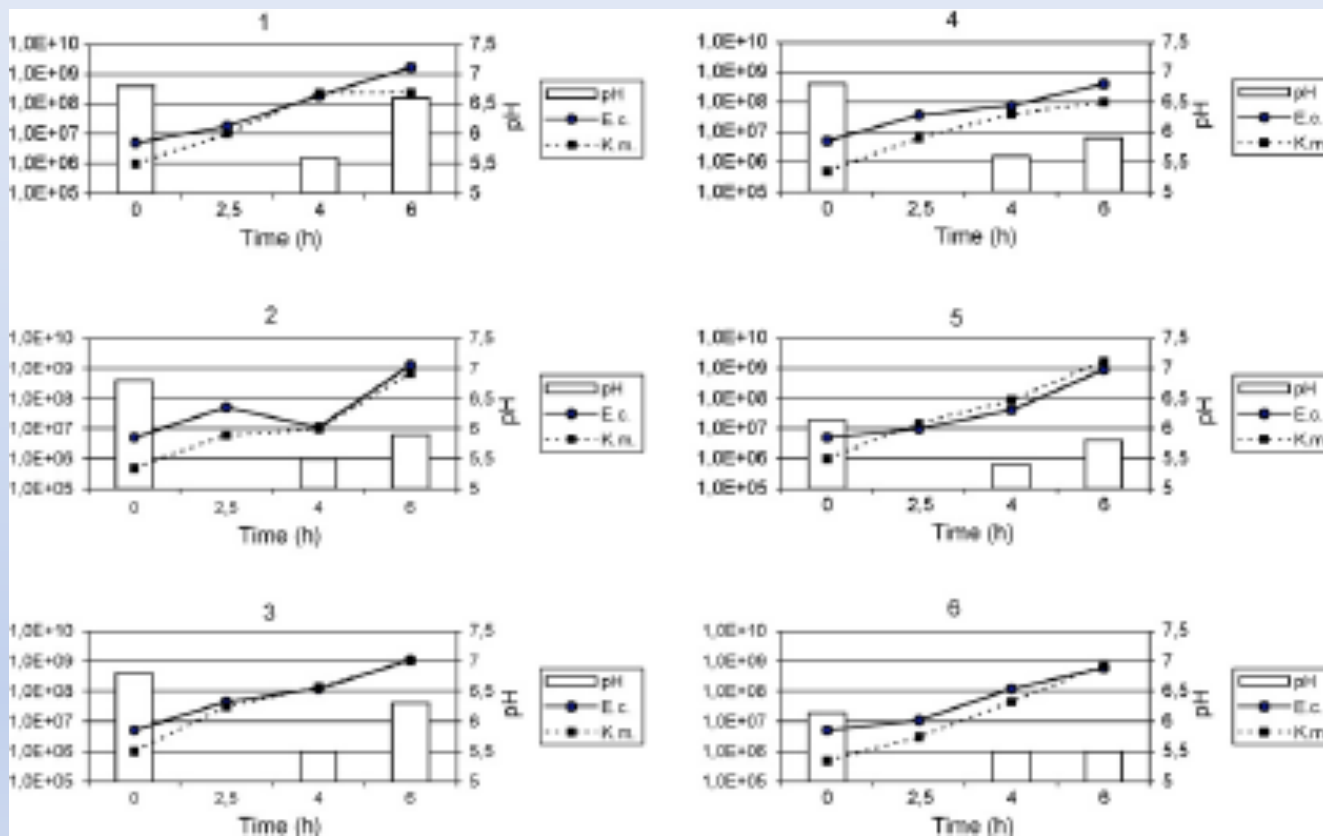 1
1,0E+10
1,0E+09
1,0E+08
1,0E+07
1,0E+06
1,0E+05
7,5
7
6,5
6
5,5
5
pH
0 2,5 4 6
Time (h)
pH
E.c.
K.m.
4
1,0E+10
1,0E+09
1,0E+08
1,0E+07
1,0E+06
1,0E+05
7,5
7
6,5
6
5,5
5
pH
0 2,5 4 6
Time (h)
pH
E.c.
K.m
2
1,0E+10
1,0E+09
1,0E+08
1,0E+07
1,0E+06
1,0E+05
7,5
7
6,5
6
5,5
5
pH
0 2,5 4 6
Time (h)
pH
E.c.
K.m.
5
1,0E+10
1,0E+09
1,0E+08
1,0E+07
1,0E+06
1,0E+05
7,5
7
6,5
6
5,5
5
pH
0 2,5 4 6
Time (h)
pH
E.c.
K.m
3
1,0E+10
1,0E+09
1,0E+08
1,0E+07
1,0E+06
1,0E+05
7,5
7
6,5
6
5,5
5
pH
0 2,5 4 6
Time (h)
pH
E.c.
K.m.
6
1,0E+10
1,0E+09
1,0E+08
1,0E+07
1,0E+06
1,0E+05
7,5
7
6,5
6
5,5
5
pH
0 2,5 4 6
Time (h)
pH
E.c.
K.m.